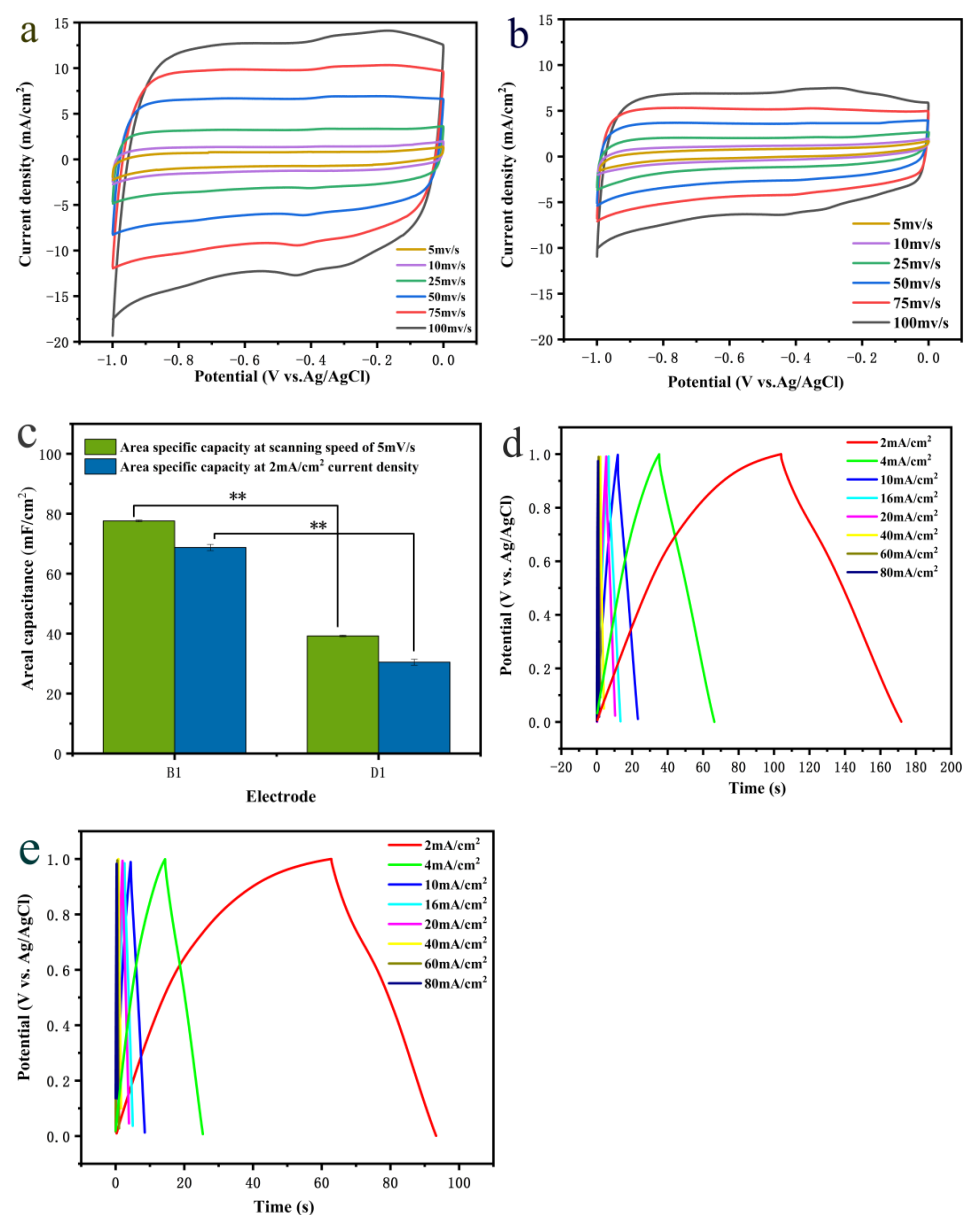 a
15
10
5
0
-5
-10
-15
-20
Current density (mA/cm²)
-1.0
-0.8
-0.6
-0.4
-0.2
0.0
Potential (V vs.Ag/AgCl)
5mv/s
10mv/s
25mv/s
50mv/s
75mv/s
100mv/s
b
15
10
5
0
-5
-10
-15
-20
Current density (mA/cm²)
-1.0
-0.8
-0.6
-0.4
-0.2
0.0
Potential (V vs.Ag/AgCl)
5mv/s
10mv/s
25mv/s
50mv/s
75mv/s
100mv/s
c
Area specific capacity at scanning speed of 5mV/s
Area specific capacity at 2mA/cm² current density
**
**
100
80
60
40
20
0
Areal capacitance (mF/cm²)
B1
D1
Electrode
d
1.0
0.8
0.6
0.4
0.2
0.0
Potential (V vs. Ag/AgCl)
2mA/cm²
4mA/cm²
10mA/cm²
16mA/cm²
20mA/cm²
40mA/cm²
60mA/cm²
80mA/cm²
-20
0
20
40
60
80
100
120
140
160
180
200
Time (s)
e
1.0
0.8
0.6
0.4
0.2
0.0
Potential (V vs. Ag/AgCl)
2mA/cm²
4mA/cm²
10mA/cm²
16mA/cm²
20mA/cm²
40mA/cm²
60mA/cm²
80mA/cm²
0
20
40
60
80
100
Time (s)